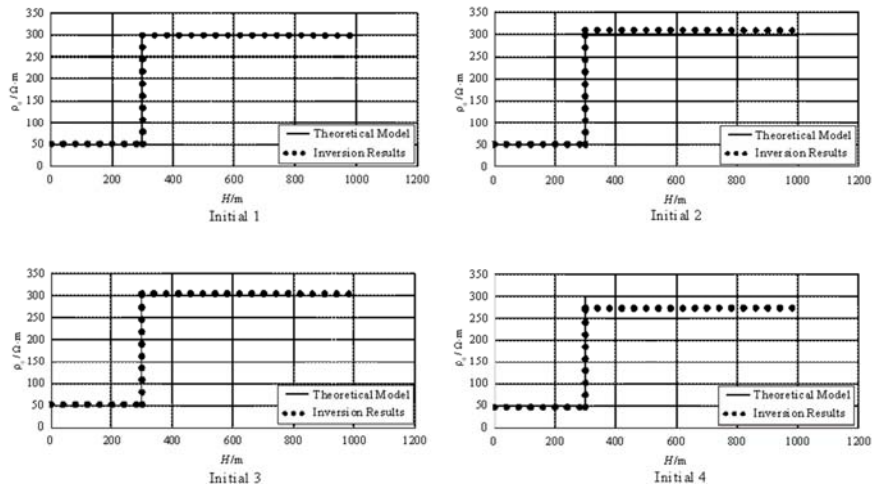 350
300
250
200
150
100
50
0
ρₛ / Ω·m
Theoretical Model
Inversion Results
0 200 400 600 800 1000 1200
H/m
Initial 1
350
300
250
200
150
100
50
0
Theoretical Model
Inversion Results
0 200 400 600 800 1000 1200
H/m
Initial 2
350
300
250
200
150
100
50
0
Theoretical Model
Inversion Results
0 200 400 600 800 1000 1200
H/m
Initial 3
350
300
250
200
150
100
50
0
Theoretical Model
Inversion Results
0 200 400 600 800 1000 1200
H/m
Initial 4